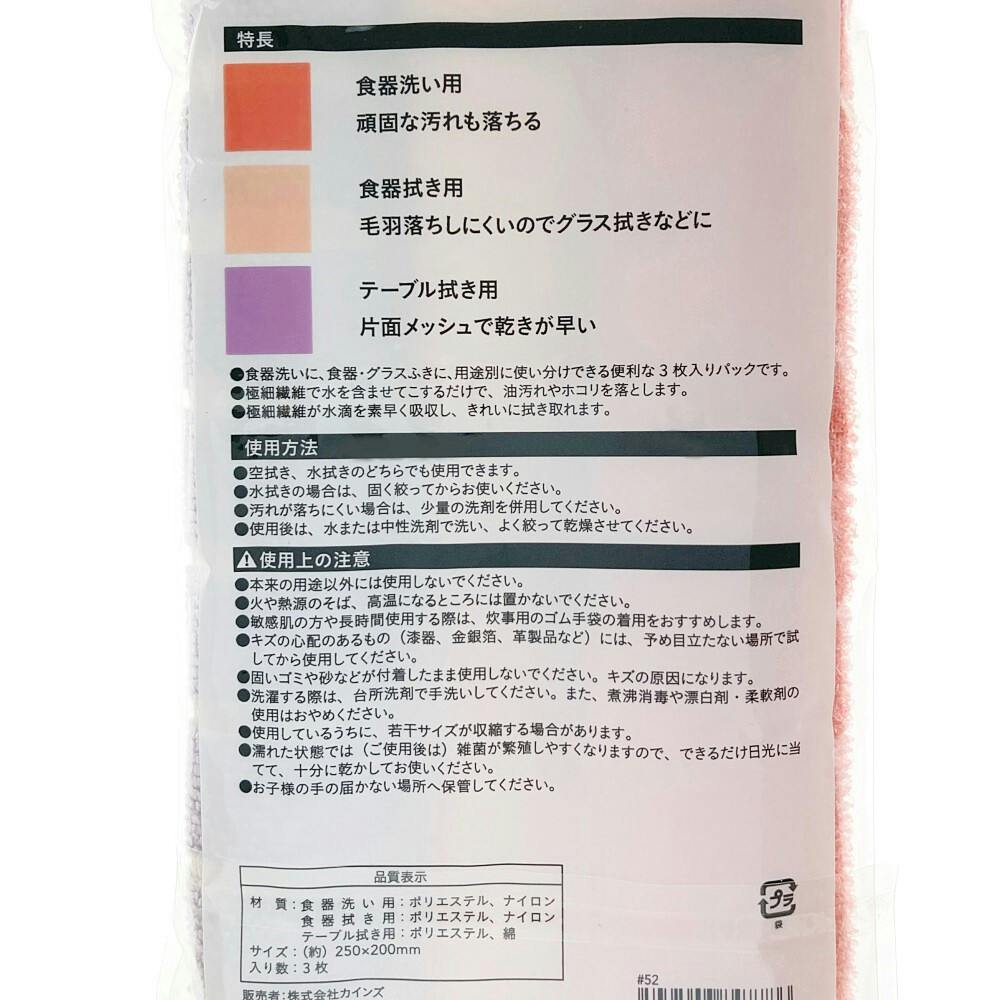 特長
食器洗い用
頑固な汚れも落ちる
食器拭き用
毛羽落ちしにくいのでグラス拭きなどに
テーブル拭き用
片面メッシュで乾きが早い
●食器洗いに、食器・グラスふきに、用途別に使い分けできる便利な3枚入りパックです。
●極細繊維で水を含ませてこするだけで、油汚れやホコリを落とします。
●極細繊維が水滴を素早く吸収し、きれいに拭き取れます。
使用方法
●空拭き、水拭きのどちらでも使用できます。
●水拭きの場合は、固く絞ってからお使いください。
●汚れが落ちにくい場合は、少量の洗剤を併用してください。
●使用後は、水または中性洗剤で洗い、よく絞って乾燥させてください。
⚠使用上の注意
●本来の用途以外には使用しないでください。
●火や熱源のそば、高温になるところには置かないでください。
●敏感肌の方や長時間使用する際は、炊事用のゴム手袋の着用をおすすめします。
●キズの心配のあるもの（漆器、金銀箔、革製品など）には、予め目立たない場所で試
してから使用してください。
●固いゴミや砂などが付着したまま使用しないでください。キズの原因になります。
●洗濯する際は、台所洗剤で手洗いしてください。また、煮沸消毒や漂白剤・柔軟剤の
使用はおやめください。
●使用しているうちに、若干サイズが収縮する場合があります。
●濡れた状態では（ご使用後は）雑菌が繁殖しやすくなりますので、できるだけ日光に当
てて、十分に乾かしてお使いください。
●お子様の手の届かない場所へ保管してください。
品質表示
材 質：食器洗い用：ポリエステル、ナイロン
食器拭き用：ポリエステル、ナイロン
テーブル拭き用：ポリエステル、綿
サイズ：（約）250×200mm
入り数：3枚
プラ
袋
販売者：株式会社カインズ
#52